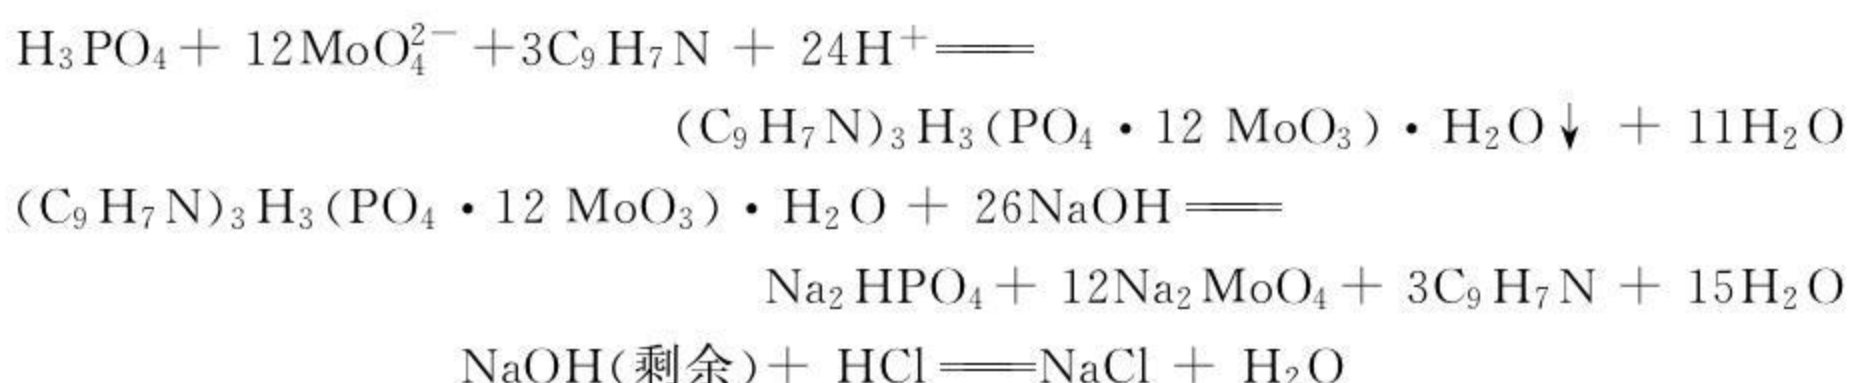 H₃PO₄ + 12MoO₄²⁻ + 3C₉H₇N + 24H⁺ ══
(C₉H₇N)₃H₃(PO₄ • 12 MoO₃) • H₂O↓ + 11H₂O
(C₉H₇N)₃H₃(PO₄ • 12 MoO₃) • H₂O + 26NaOH ══
Na₂HPO₄ + 12Na₂MoO₄ + 3C₉H₇N + 15H₂O
NaOH(剩余) + HCl ══ NaCl + H₂O